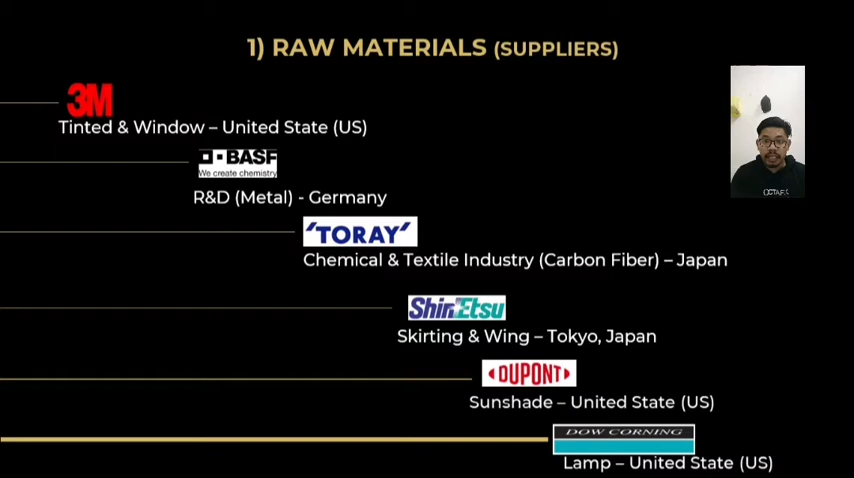 1) RAW MATERIALS (SUPPLIERS)
3M
Tinted & Window – United State (US)
BASF
We create chemistry
R&D (Metal) - Germany
'TORAY'
Chemical & Textile Industry (Carbon Fiber) – Japan
ShinEtsu
Skirting & Wing – Tokyo, Japan
DUPONT
Sunshade – United State (US)
DOW CORNING
Lamp – United State (US)